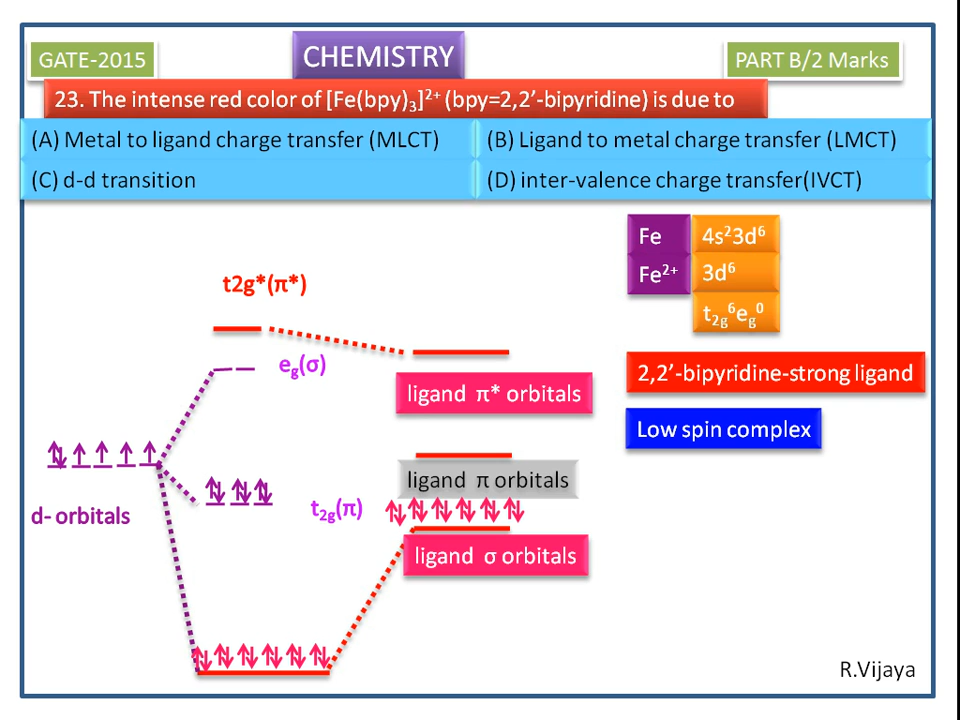 GATE-2015
CHEMISTRY
PART B/2 Marks
23. The intense red color of [Fe(bpy)₃]²⁺ (bpy=2,2’-bipyridine) is due to
(A) Metal to ligand charge transfer (MLCT)
(B) Ligand to metal charge transfer (LMCT)
(C) d-d transition
(D) inter-valence charge transfer(IVCT)
Fe
4s²3d⁶
Fe²⁺
3d⁶
t₂g⁶eg⁰
t2g*(π*)
eg(σ)
ligand π* orbitals
2,2’-bipyridine-strong ligand
Low spin complex
ligand π orbitals
d- orbitals
t₂g(π)
ligand σ orbitals
R.Vijaya